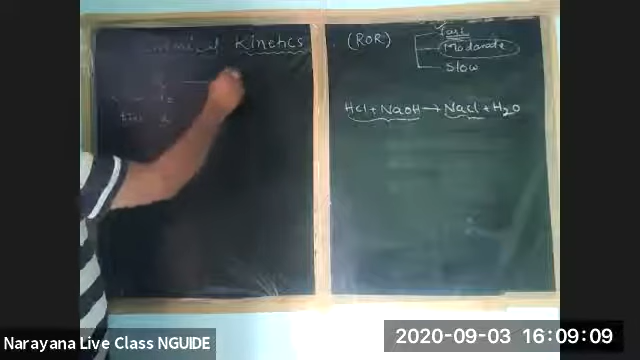 Kinetics (ROR)
Fast
Moderate
Slow
HCl + NaOH → NaCl + H₂O
Narayana Live Class NGUIDE
2020-09-03 16:09:09